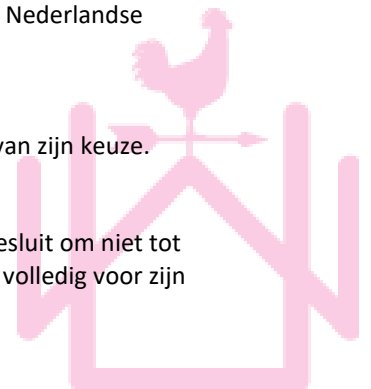 Nederlandse
van zijn keuze.
esluit om niet tot
volledig voor zijn